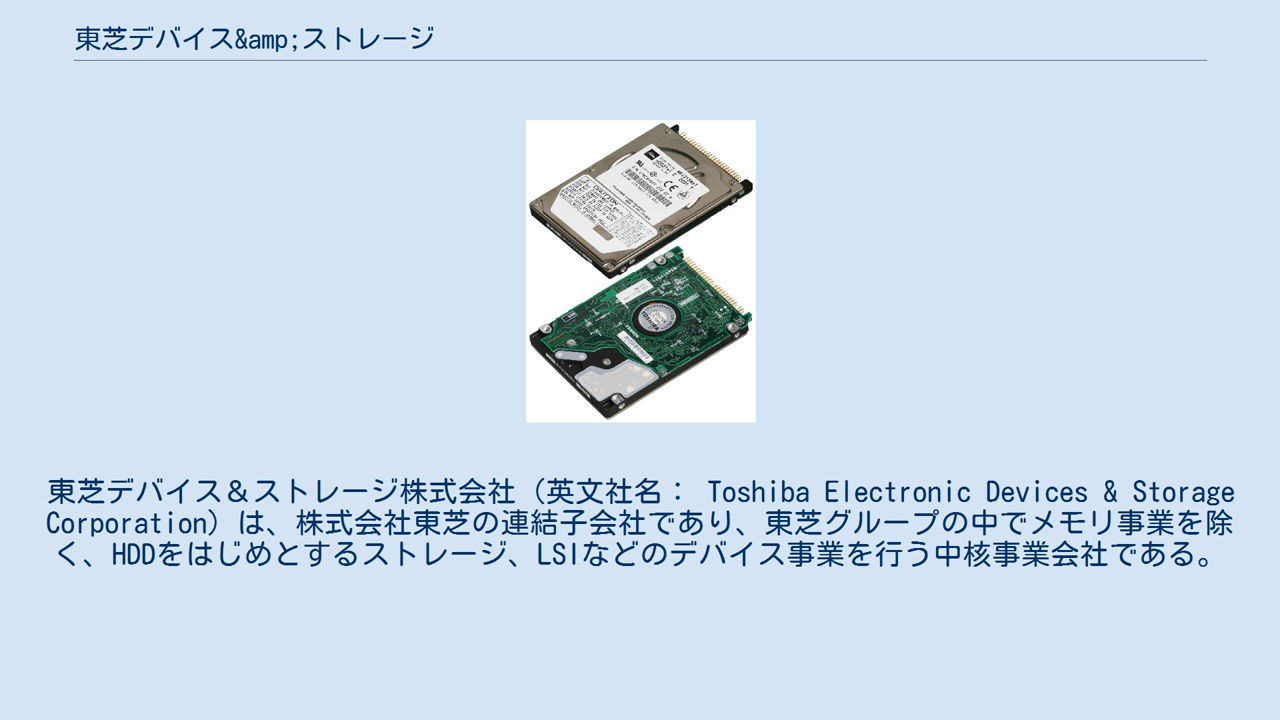 東芝デバイス&amp;ストレージ
東芝デバイス＆ストレージ株式会社（英文社名： Toshiba Electronic Devices & Storage
Corporation）は、株式会社東芝の連結子会社であり、東芝グループの中でメモリ事業を除
く、HDDをはじめとするストレージ、LSIなどのデバイス事業を行う中核事業会社である。